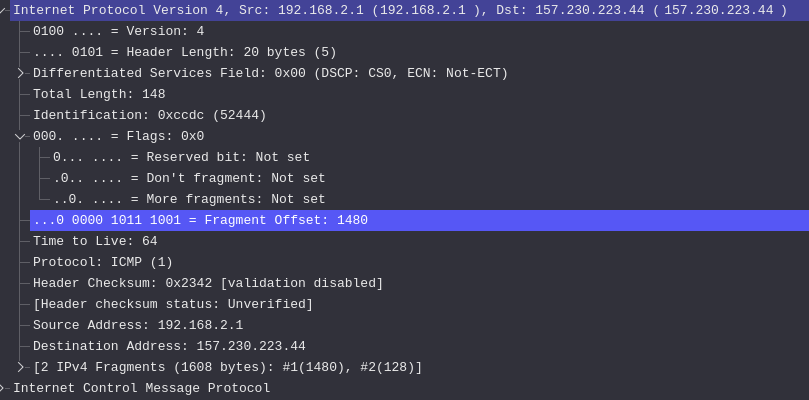 Internet Protocol Version 4, Src: 192.168.2.1 (192.168.2.1 ), Dst: 157.230.223.44 ( 157.230.223.44 )
0100 .... = Version: 4
.... 0101 = Header Length: 20 bytes (5)
Differentiated Services Field: 0x00 (DSCP: CS0, ECN: Not-ECT)
Total Length: 148
Identification: 0xccdc (52444)
000. .... = Flags: 0x0
0... .... = Reserved bit: Not set
.0.. .... = Don't fragment: Not set
..0. .... = More fragments: Not set
...0 0000 1011 1001 = Fragment Offset: 1480
Time to Live: 64
Protocol: ICMP (1)
Header Checksum: 0x2342 [validation disabled]
[Header checksum status: Unverified]
Source Address: 192.168.2.1
Destination Address: 157.230.223.44
[2 IPv4 Fragments (1608 bytes): #1(1480), #2(128)]
Internet Control Message Protocol